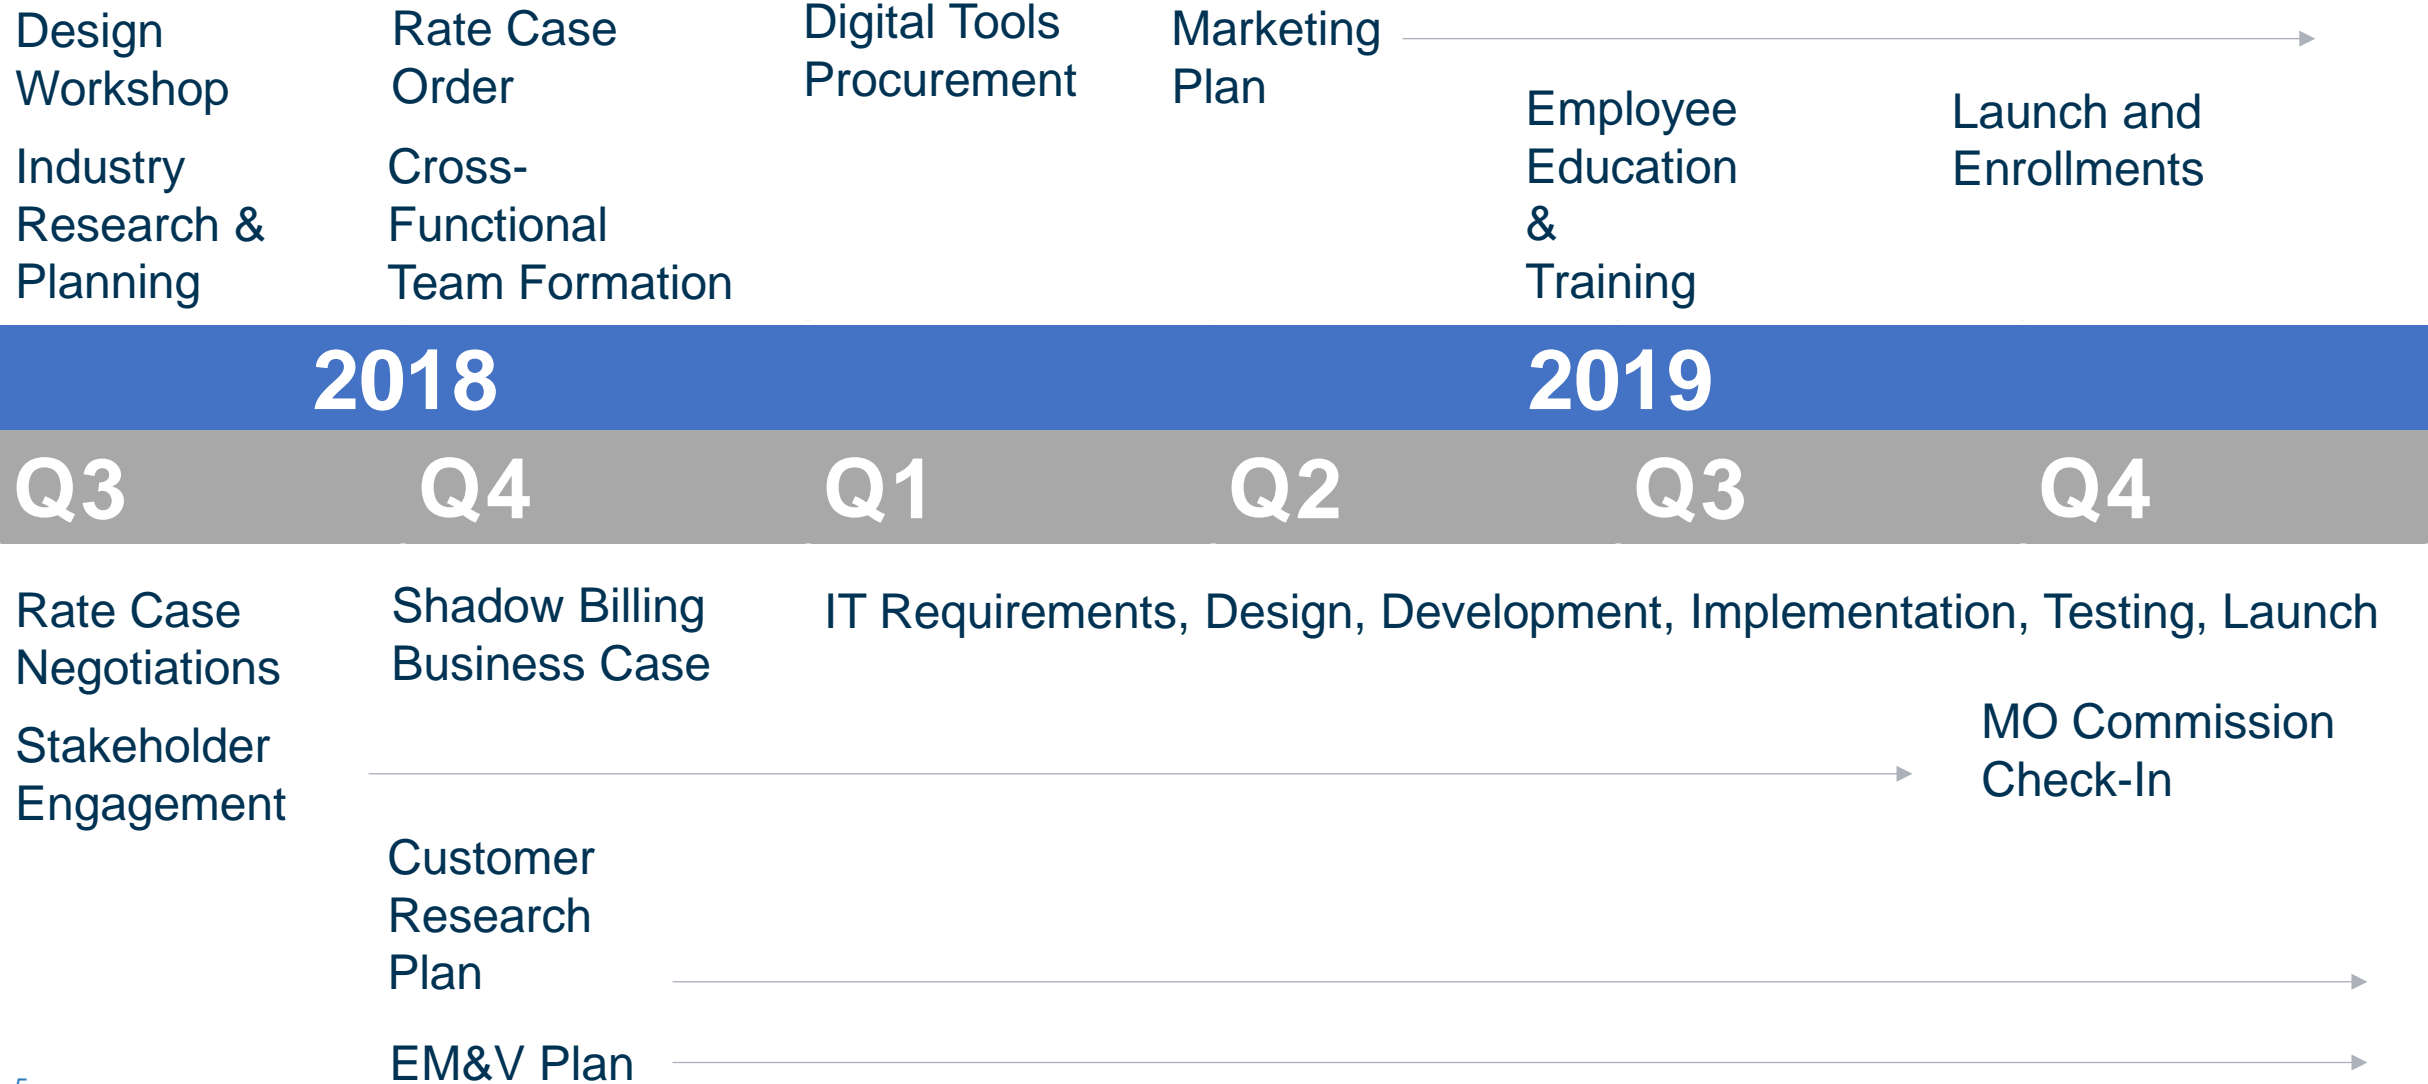 Design
Workshop
Industry
Research &
Planning
Rate Case
Order
Cross-
Functional
Team Formation
Digital Tools
Procurement
Marketing
Plan
Employee
Education
&
Training
Launch and
Enrollments
2018
2019
Q3
Q4
Q1
Q2
Q3
Q4
Rate Case
Negotiations
Stakeholder
Engagement
Shadow Billing
Business Case
Customer
Research
Plan
EM&V Plan
IT Requirements, Design, Development, Implementation, Testing, Launch
MO Commission
Check-In